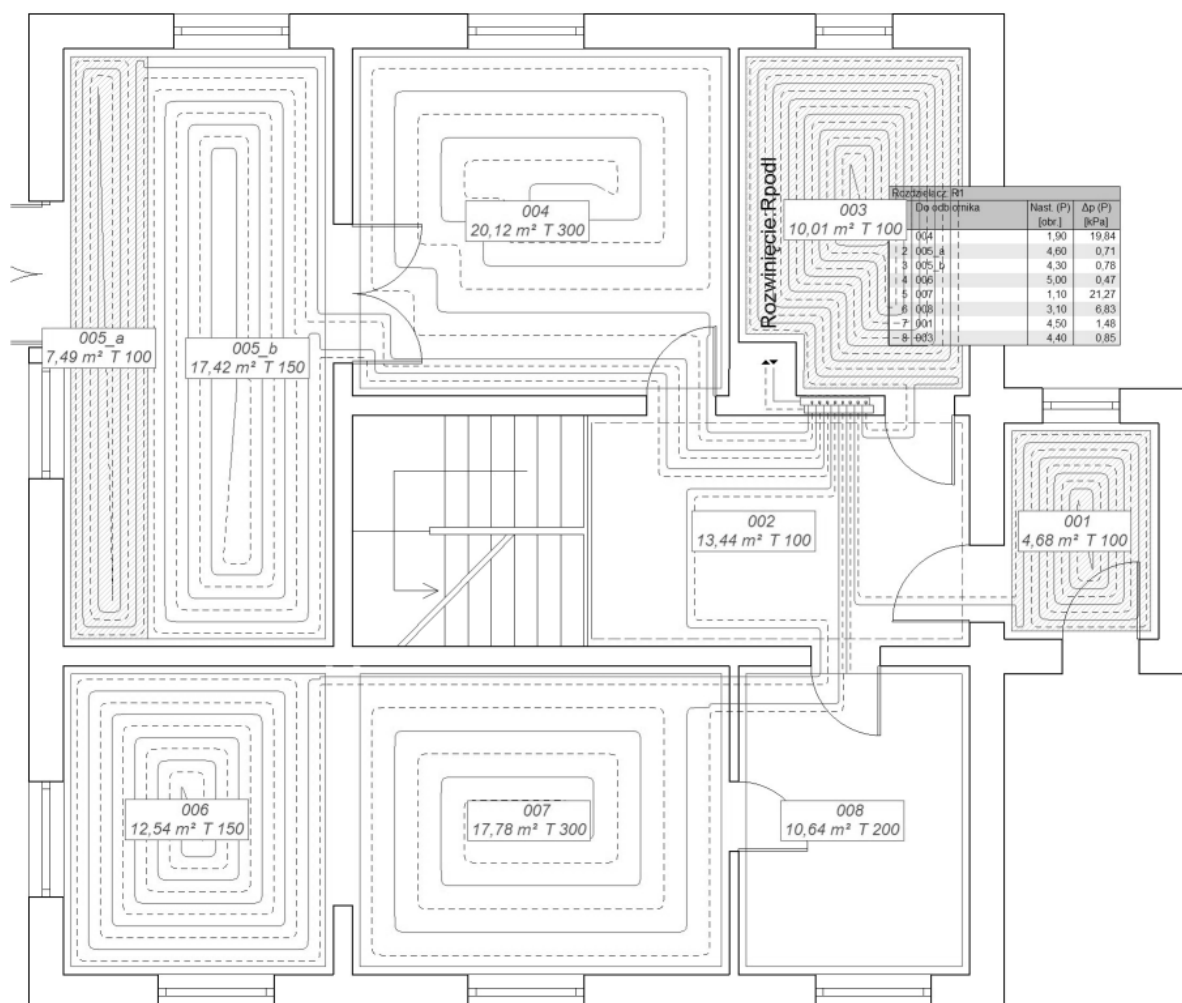 004
20,12 m² T 300
003
10,01 m² T 100
Rozwinięcie:Rpodl
Rozdzielacz: R1
Do odbiornika Nast. (P) Δp (P)
[obr.] [kPa]
004 1,90 19,84
2 005_a 4,60 0,71
3 005_b 4,30 0,78
4 006 5,00 0,47
5 007 1,10 21,27
6 008 3,10 6,83
7 001 4,50 1,48
8 003 4,40 0,85
005_a
7,49 m² T 100
005_b
17,42 m² T 150
002
13,44 m² T 100
001
4,68 m² T 100
006
12,54 m² T 150
007
17,78 m² T 300
008
10,64 m² T 200